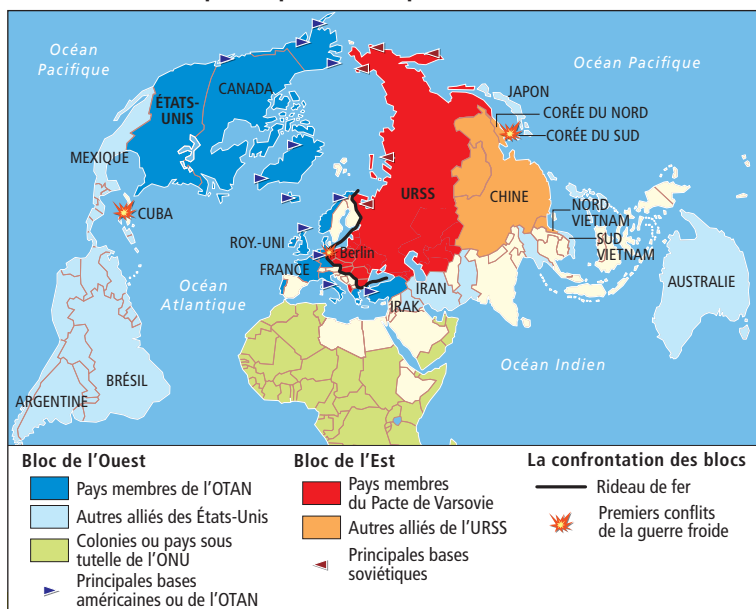 Océan
Pacifique
CANADA
ÉTATS-
UNIS
MEXIQUE
CUBA
ROY.-UNI
FRANCE
Berlin
URSS
Océan
Atlantique
Océan Pacifique
JAPON
CORÉE DU NORD
CORÉE DU SUD
CHINE
NORD
VIETNAM
SUD
VIETNAM
IRAN
IRAK
AUSTRALIE
Océan Indien
BRÉSIL
ARGENTINE
Bloc de l'Ouest
Pays membres de l'OTAN
Autres alliés des États-Unis
Colonies ou pays sous
tutelle de l'ONU
Principales bases
américaines ou de l'OTAN
Bloc de l'Est
Pays membres
du Pacte de Varsovie
Autres alliés de l'URSS
Principales bases
soviétiques
La confrontation des blocs
Rideau de fer
Premiers conflits
de la guerre froide